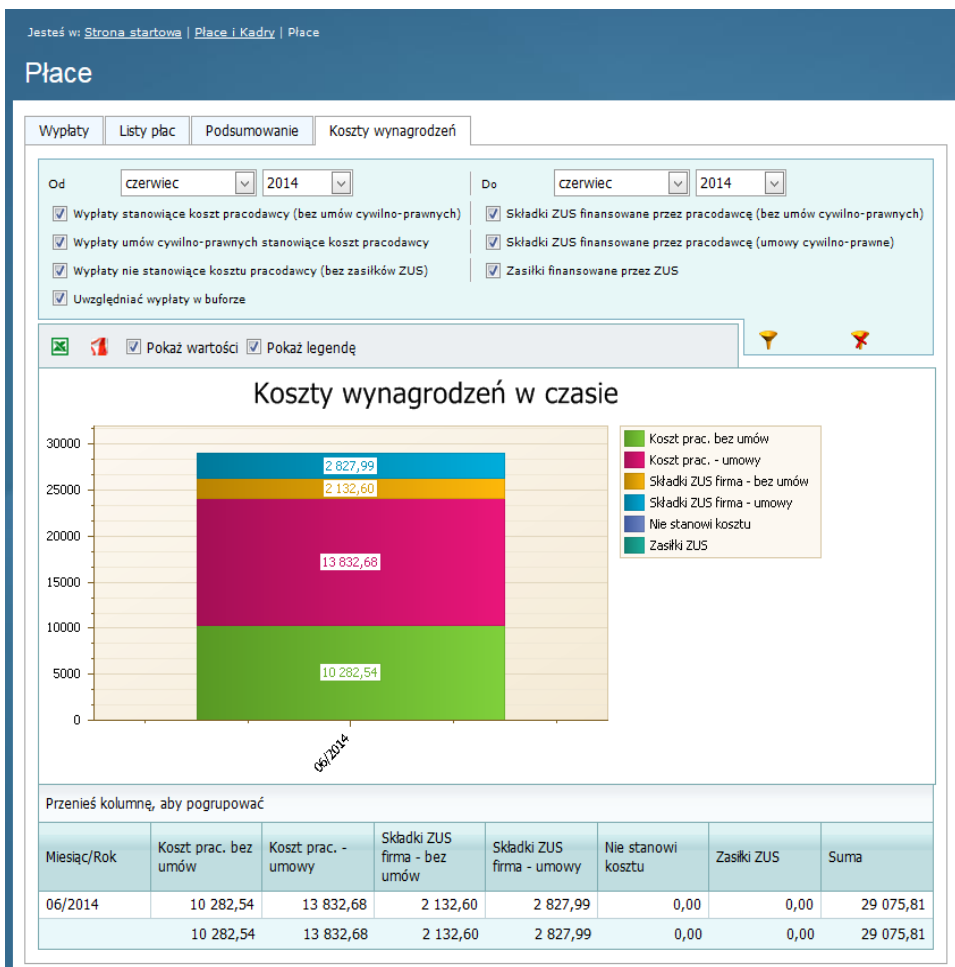 Jesteś w: Strona startowa | Płace i Kadry | Płace
Płace
Wypłaty Listy płac Podsumowanie Koszty wynagrodzeń
Od czerwiec 2014 Do czerwiec 2014
Wypłaty stanowiące koszt pracodawcy (bez umów cywilno-prawnych) Składki ZUS finansowane przez pracodawcę (bez umów cywilno-prawnych)
Wypłaty umów cywilno-prawnych stanowiące koszt pracodawcy Składki ZUS finansowane przez pracodawcę (umowy cywilno-prawne)
Wypłaty nie stanowiące kosztu pracodawcy (bez zasiłków ZUS) Zasiłki finansowane przez ZUS
Uwzględniać wypłaty w buforze
Pokaż wartości Pokaż legendę
Koszty wynagrodzeń w czasie
30000
25000
20000
15000
10000
5000
0
2 827,99
2 132,60
13 832,68
10 282,54
06/2014
Koszt prac. bez umów
Koszt prac. - umowy
Składki ZUS firma - bez umów
Składki ZUS firma - umowy
Nie stanowi kosztu
Zasiłki ZUS
Przenieś kolumnę, aby pogrupować
Miesiąc/Rok Koszt prac. bez umów Koszt prac. - umowy Składki ZUS firma - bez umów Składki ZUS firma - umowy Nie stanowi kosztu Zasiłki ZUS Suma
06/2014 10 282,54 13 832,68 2 132,60 2 827,99 0,00 0,00 29 075,81
10 282,54 13 832,68 2 132,60 2 827,99 0,00 0,00 29 075,81